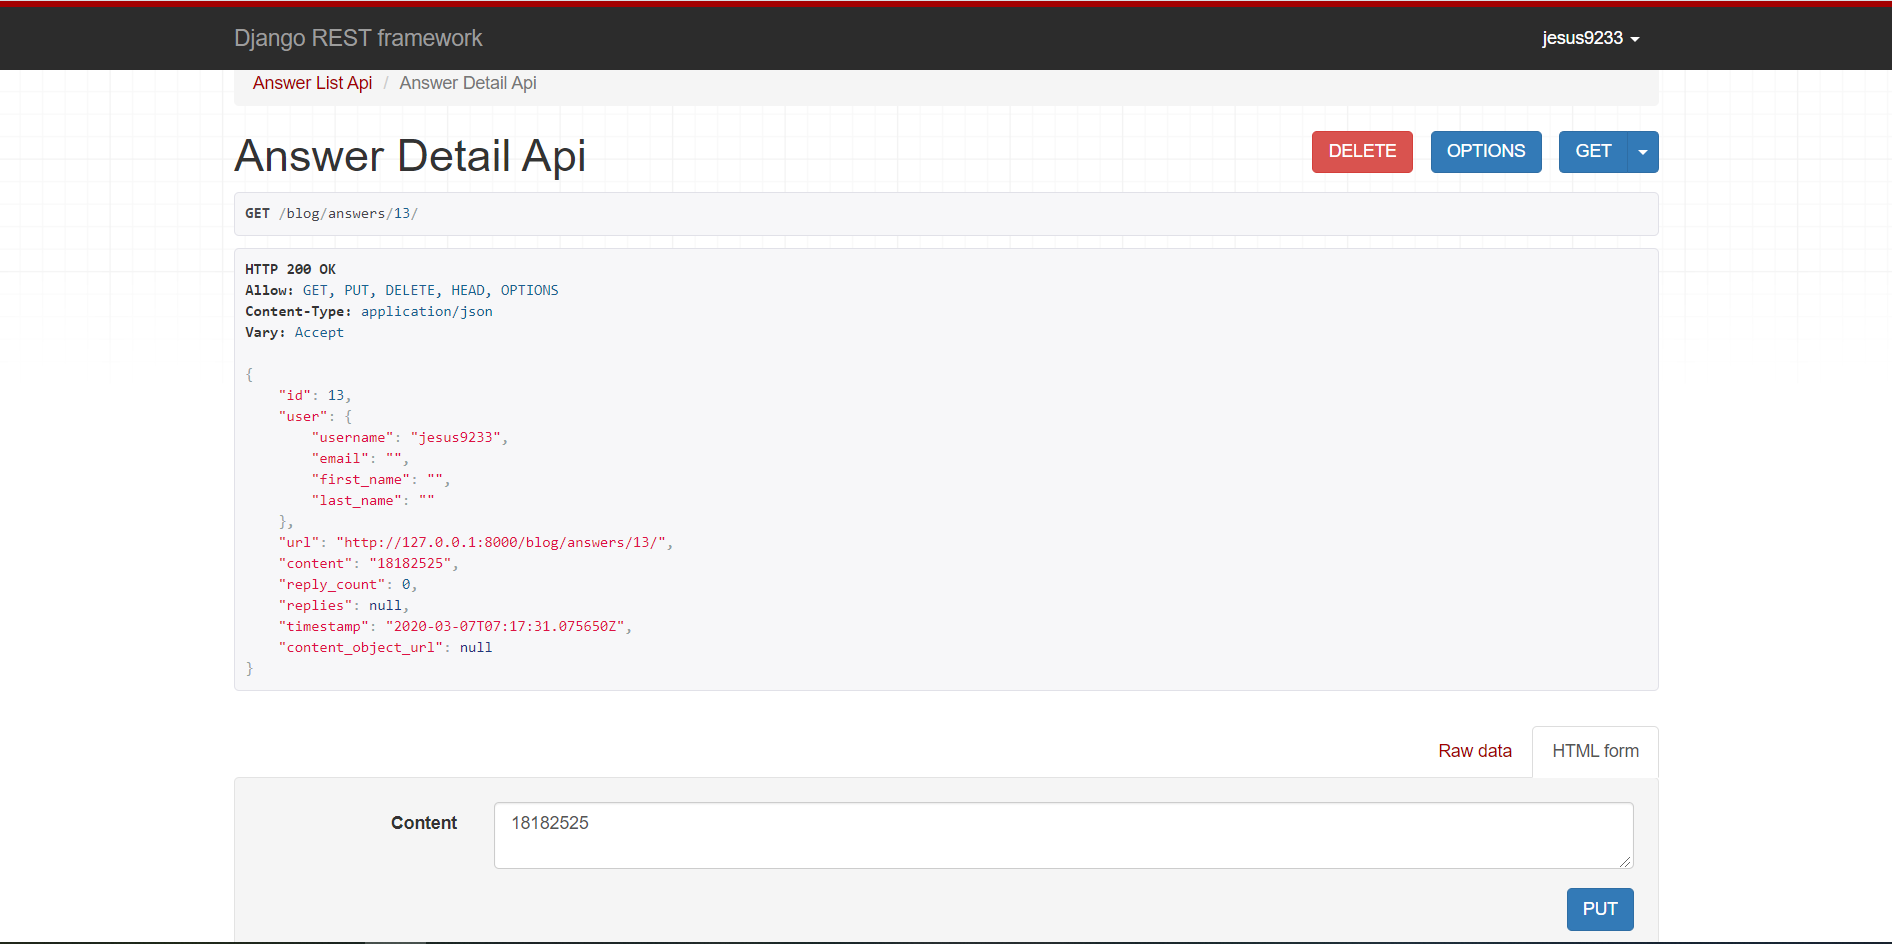 Django REST framework
jesus9233
Answer List Api / Answer Detail Api
Answer Detail Api
DELETE
OPTIONS
GET
GET /blog/answers/13/
HTTP 200 OK
Allow: GET, PUT, DELETE, HEAD, OPTIONS
Content-Type: application/json
Vary: Accept
{
    "id": 13,
    "user": {
        "username": "jesus9233",
        "email": "",
        "first_name": "",
        "last_name": ""
    },
    "url": "http://127.0.0.1:8000/blog/answers/13/",
    "content": "18182525",
    "reply_count": 0,
    "replies": null,
    "timestamp": "2020-03-07T07:17:31.075650Z",
    "content_object_url": null
}
Raw data
HTML form
Content
18182525
PUT